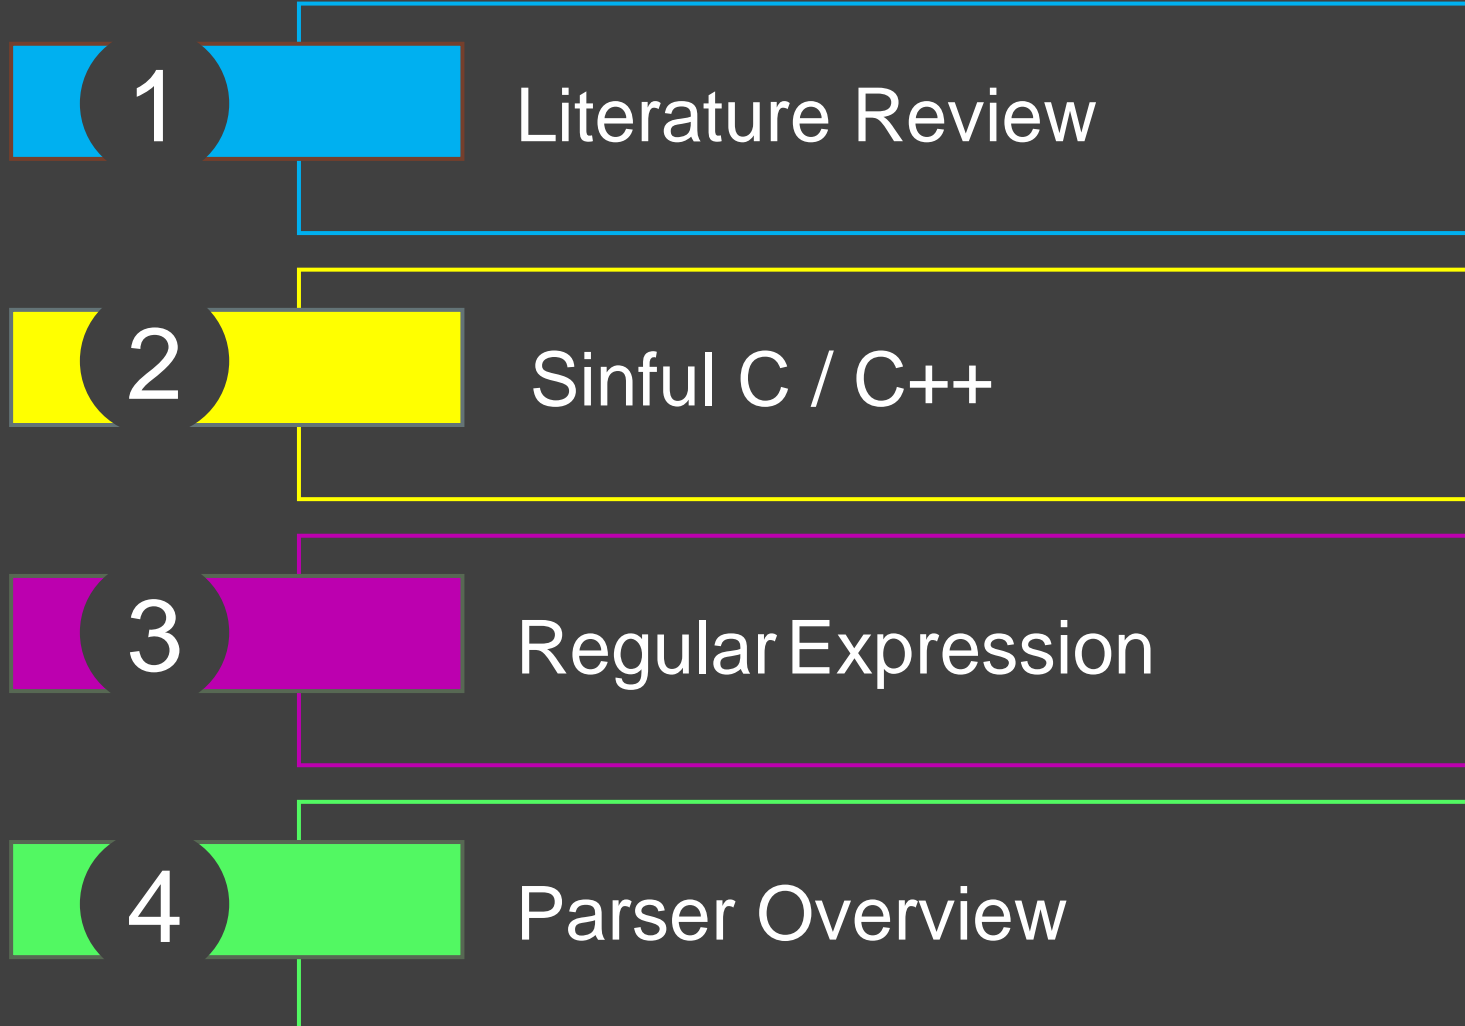 1
Literature Review
2
Sinful C / C++
3
Regular Expression
4
Parser Overview